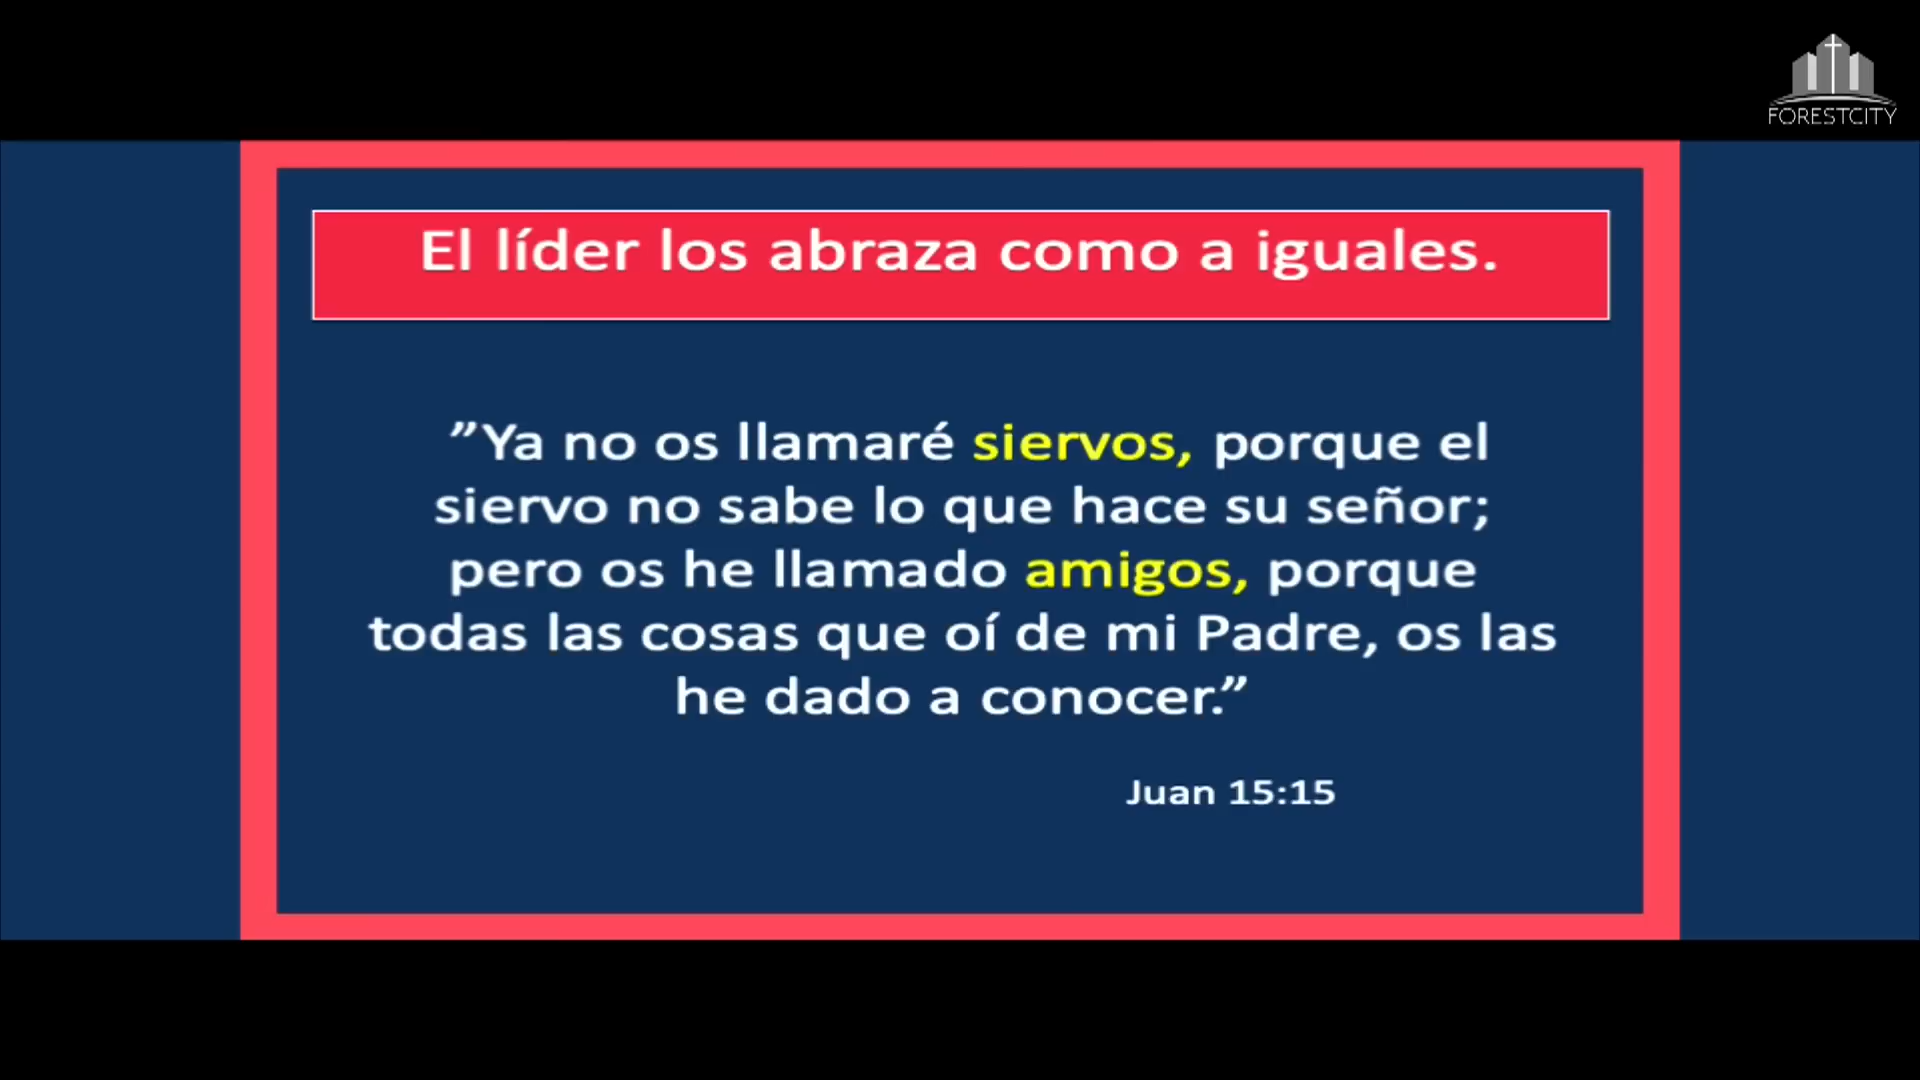 FORESTCITY
El líder los abraza como a iguales.
”Ya no os llamaré siervos, porque el
siervo no sabe lo que hace su señor;
pero os he llamado amigos, porque
todas las cosas que oí de mi Padre, os las
he dado a conocer.”
Juan 15:15